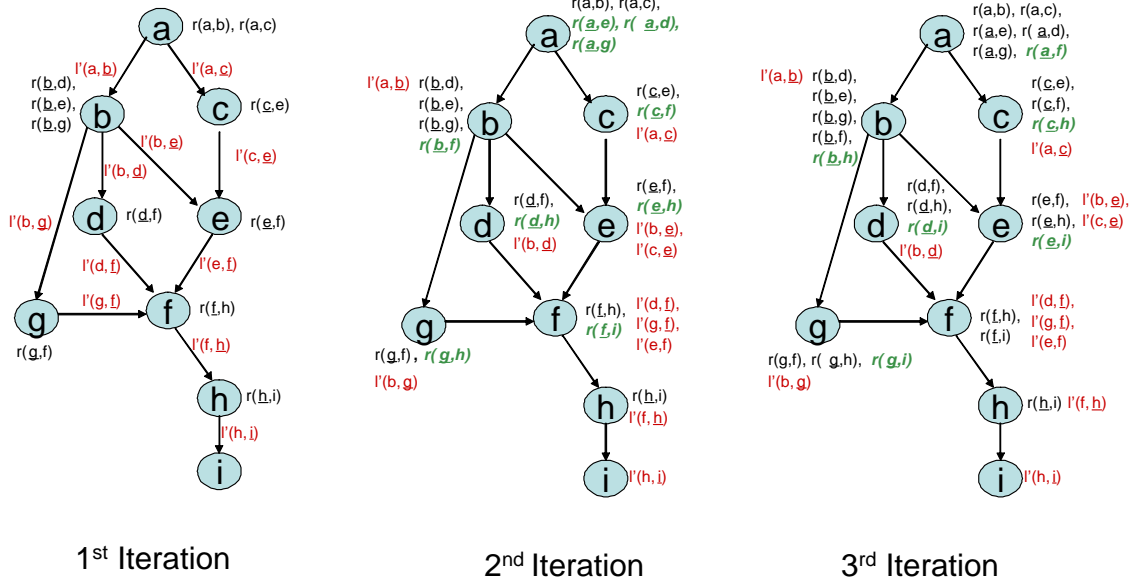 a
r(a,b), r(a,c)
l'(a,b)
l'(a,c)
r(b,d),
r(b,e)
r(b,g)
b
c
r(c,e)
l'(b,e)
l'(c,e)
l'(b,d)
l'(b,g)
d
r(d,f)
e
r(e,f)
l'(d,f)
l'(e,f)
l'(g,f)
g
f
r(f,h)
r(g,f)
l'(f,h)
h
r(h,i)
l'(h,i)
i
1st Iteration
r(a,b), r(a,c),
r(a,e), r( a,d),
r(a,g)
a
l'(a,b)
r(b,d),
r(b,e),
r(b,g),
r(b,f)
b
c
r(c,e)
r(c,f)
l'(a,c)
d
r(d,f)
r(d,h)
l'(b,d)
e
r(e,f),
r(e,h)
l'(b,e),
l'(c,e)
g
r(g,f) , r(g,h)
l'(b,g)
f
r(f,h)
r(f,i)
l'(d,f),
l'(g,f),
l'(e,f)
h
r(h,i)
l'(f,h)
i
l'(h,i)
2nd Iteration
a
r(a,b), r(a,c),
r(a,e), r( a,d),
r(a,g), r(a,f)
l'(a,b)
r(b,d),
r(b,e),
r(b,g),
r(b,f),
r(b,h)
b
c
r(c,e),
r(c,f),
r(c,h)
l'(a,c)
d
r(d,f),
r(d,h),
r(d,i)
l'(b,d)
e
r(e,f), l'(b,e),
r(e,h), l'(c,e)
r(e,i)
g
r(g,f), r( g,h), r(g,i)
l'(b,g)
f
r(f,h),
r(f,i)
l'(d,f),
l'(g,f),
l'(e,f)
h
r(h,i) l'(f,h)
i
l'(h,i)
3rd Iteration